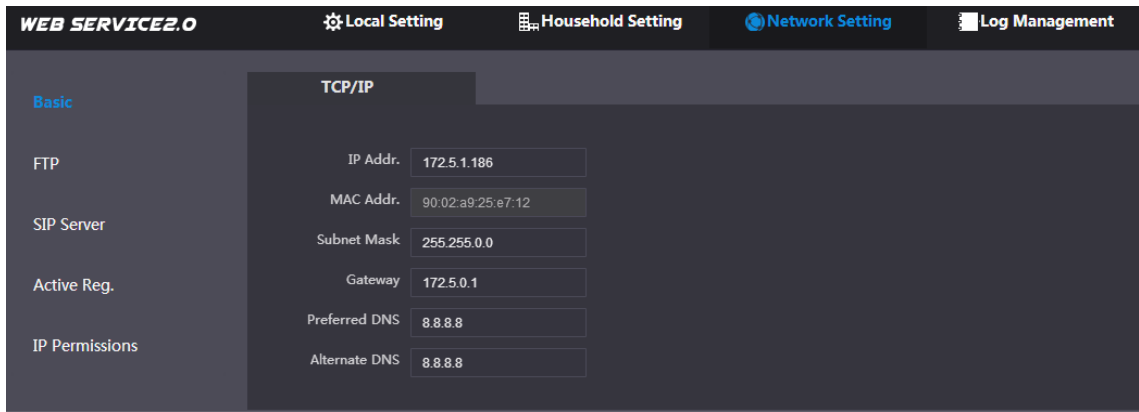 WEB SERVICE2.0 Local Setting Household Setting Network Setting Log Management
TCP/IP
Basic
FTP
SIP Server
Active Reg.
IP Permissions
IP Addr. 172.5.1.186
MAC Addr. 90:02:a9:25:e7:12
Subnet Mask 255.255.0.0
Gateway 172.5.0.1
Preferred DNS 8.8.8.8
Alternate DNS 8.8.8.8